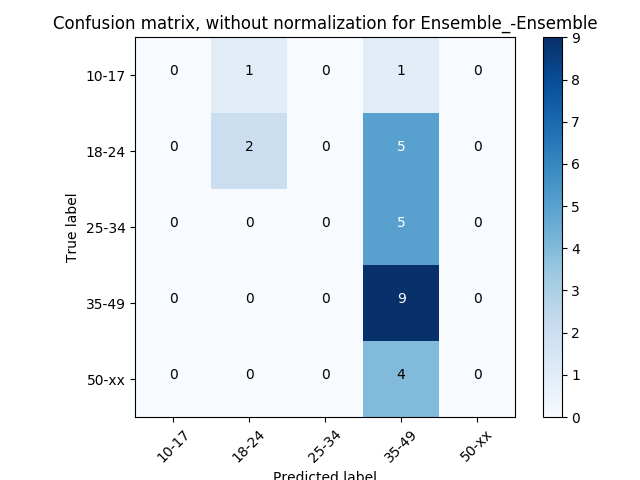 Confusion matrix, without normalization for Ensemble_-Ensemble
10-17 0 1 0 1 0
18-24 0 2 0 5 0
25-34 0 0 0 5 0
35-49 0 0 0 9 0
50-xx 0 0 0 4 0
True label
10-17 18-24 25-34 35-49 50-xx
Predicted label
9
8
7
6
5
4
3
2
1
0